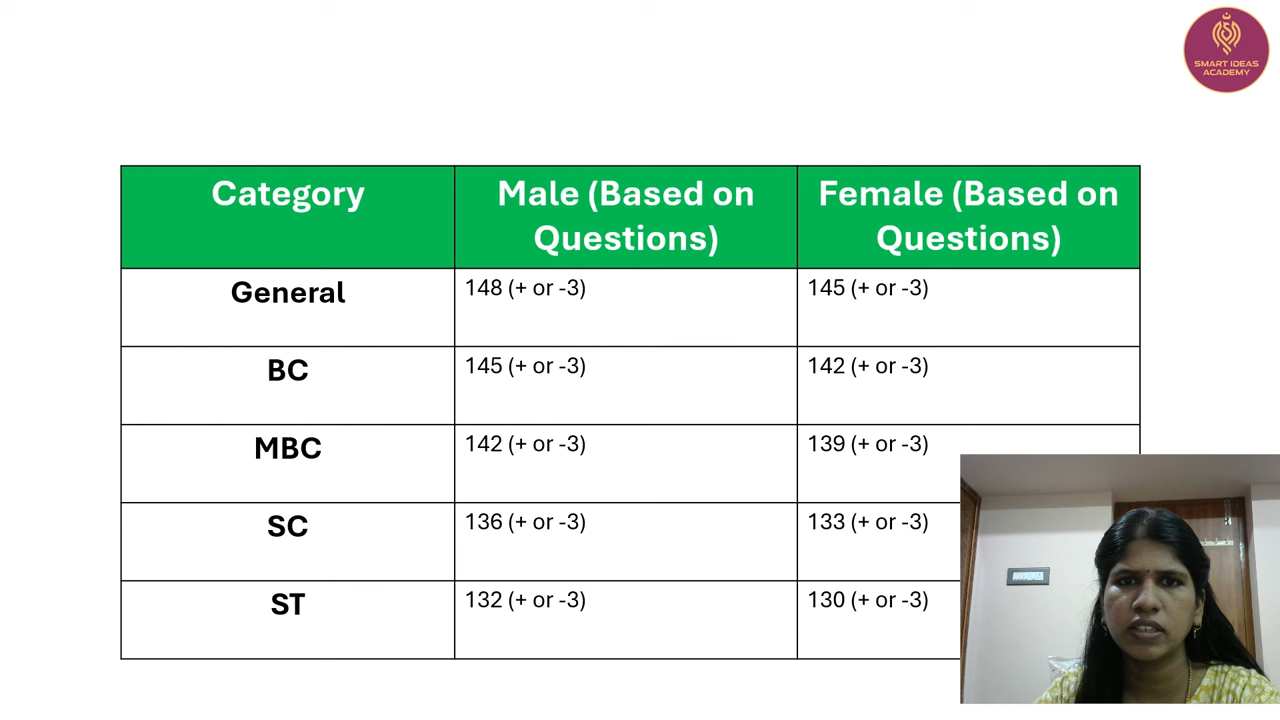 SMART IDEAS
ACADEMY
Category
Male (Based on
Questions)
Female (Based on
Questions)
General
148 (+ or -3)
145 (+ or -3)
BC
145 (+ or -3)
142 (+ or -3)
MBC
142 (+ or -3)
139 (+ or -3)
SC
136 (+ or -3)
133 (+ or -3)
ST
132 (+ or -3)
130 (+ or -3)